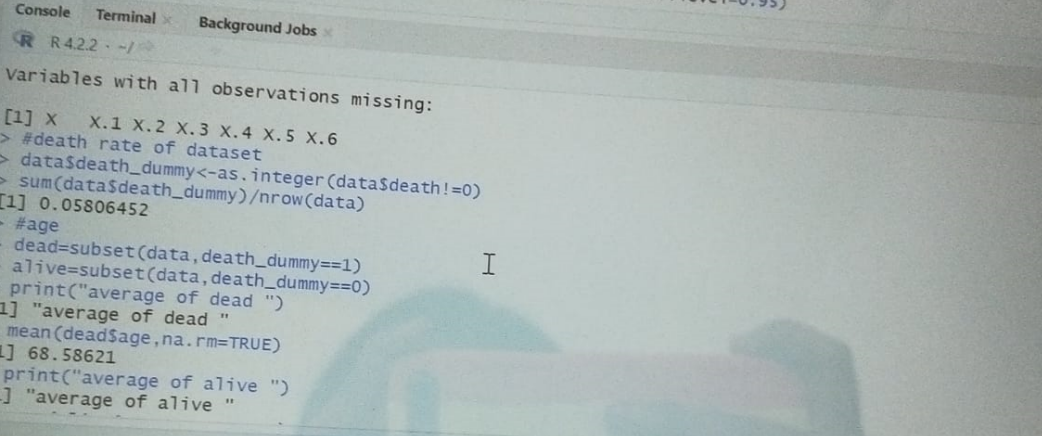 =0.95)
Console Terminal Background Jobs
R R 4.2.2 · ~/
Variables with all observations missing:
[1] X   X.1 X.2 X.3 X.4 X.5 X.6
> #death rate of dataset
> data$death_dummy<-as.integer(data$death!=0)
> sum(data$death_dummy)/nrow(data)
[1] 0.05806452
> #age
dead=subset(data,death_dummy==1)
alive=subset(data,death_dummy==0)
print("average of dead ")
1] "average of dead "
mean(dead$age,na.rm=TRUE)
1] 68.58621
print("average of alive ")
] "average of alive "